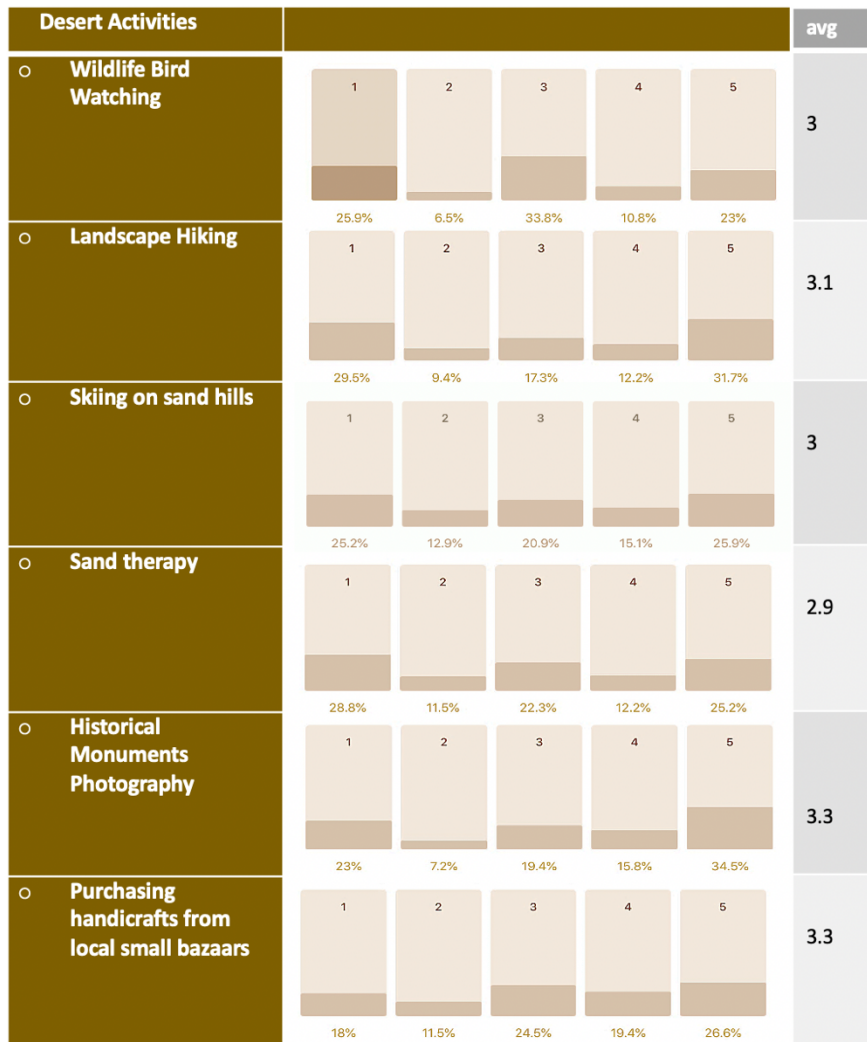 Desert Activities avg
○ Wildlife Bird
Watching
1 2 3 4 5
3
25.9% 6.5% 33.8% 10.8% 23%
○ Landscape Hiking
1 2 3 4 5
3.1
29.5% 9.4% 17.3% 12.2% 31.7%
○ Skiing on sand hills
1 2 3 4 5
3
25.2% 12.9% 20.9% 15.1% 25.9%
○ Sand therapy
1 2 3 4 5
2.9
28.8% 11.5% 22.3% 12.2% 25.2%
○ Historical
Monuments
Photography
1 2 3 4 5
3.3
23% 7.2% 19.4% 15.8% 34.5%
○ Purchasing
handicrafts from
local small bazaars
1 2 3 4 5
3.3
18% 11.5% 24.5% 19.4% 26.6%